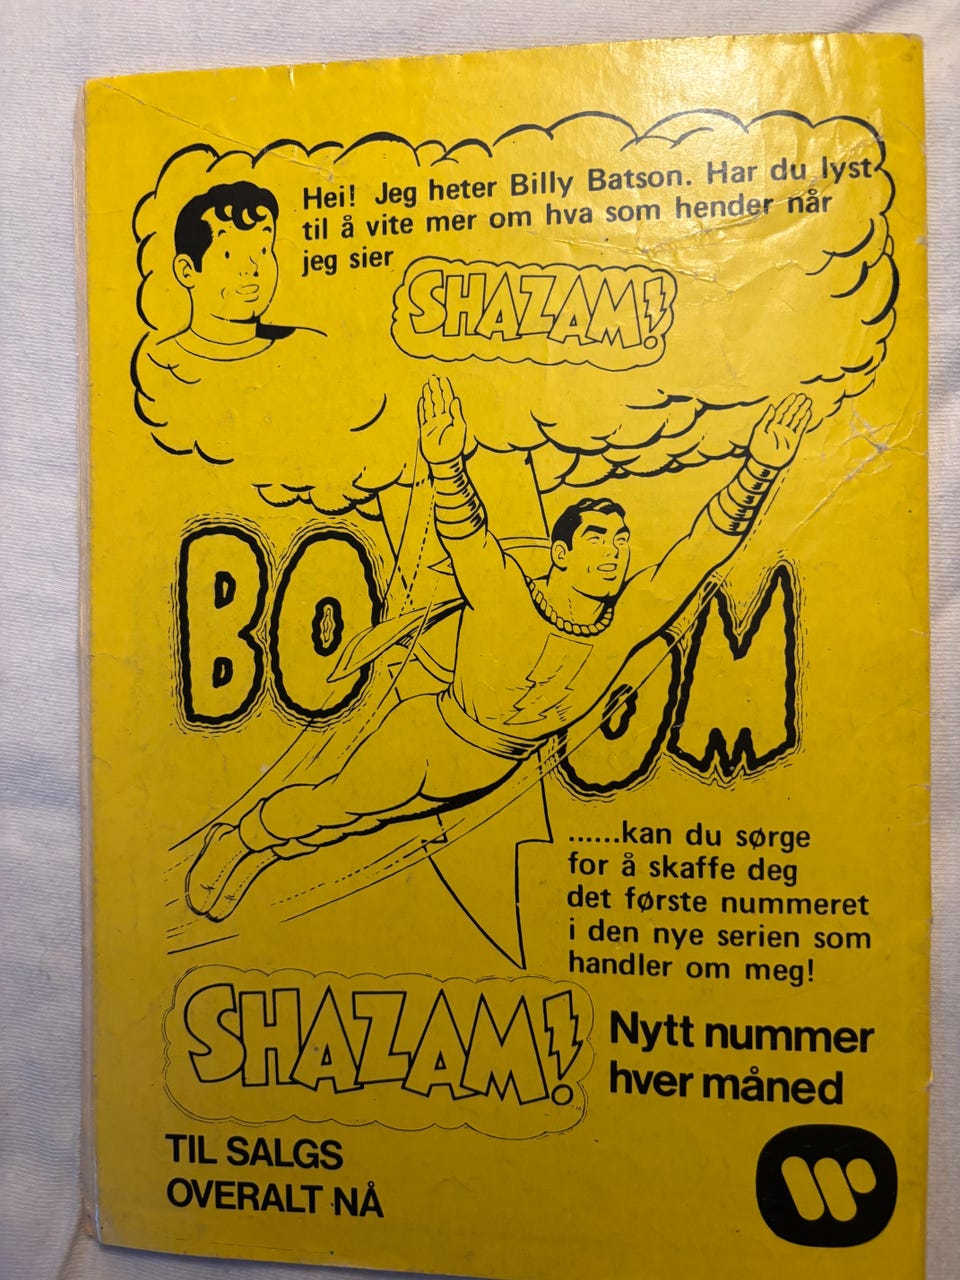 Hei! Jeg heter Billy Batson. Har du lyst
til å vite mer om hva som hender når
jeg sier
SHAZAM!
BOOM
......kan du sørge
for å skaffe deg
det første nummeret
i den nye serien som
handler om meg!
SHAZAM!
Nytt nummer
hver måned
TIL SALGS
OVERALT NÅ